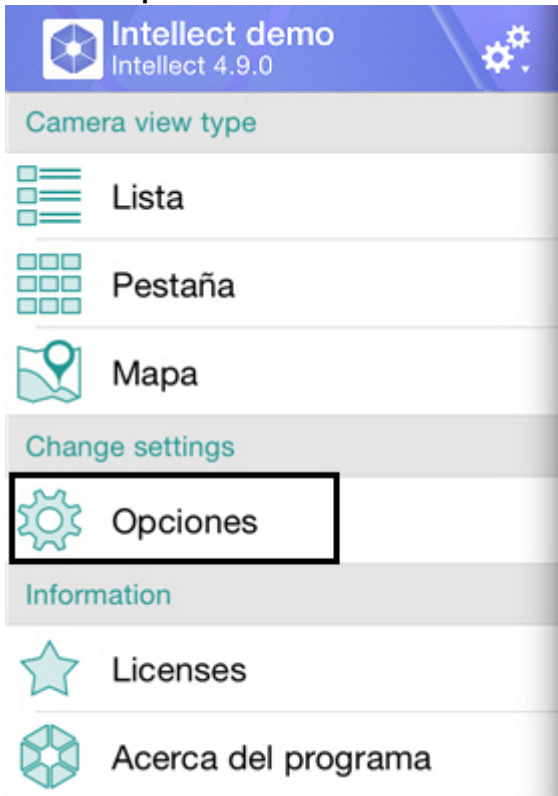 Intellect demo
Intellect 4.9.0
Camera view type
Lista
Pestaña
Mapa
Change settings
Opciones
Information
Licenses
Acerca del programa